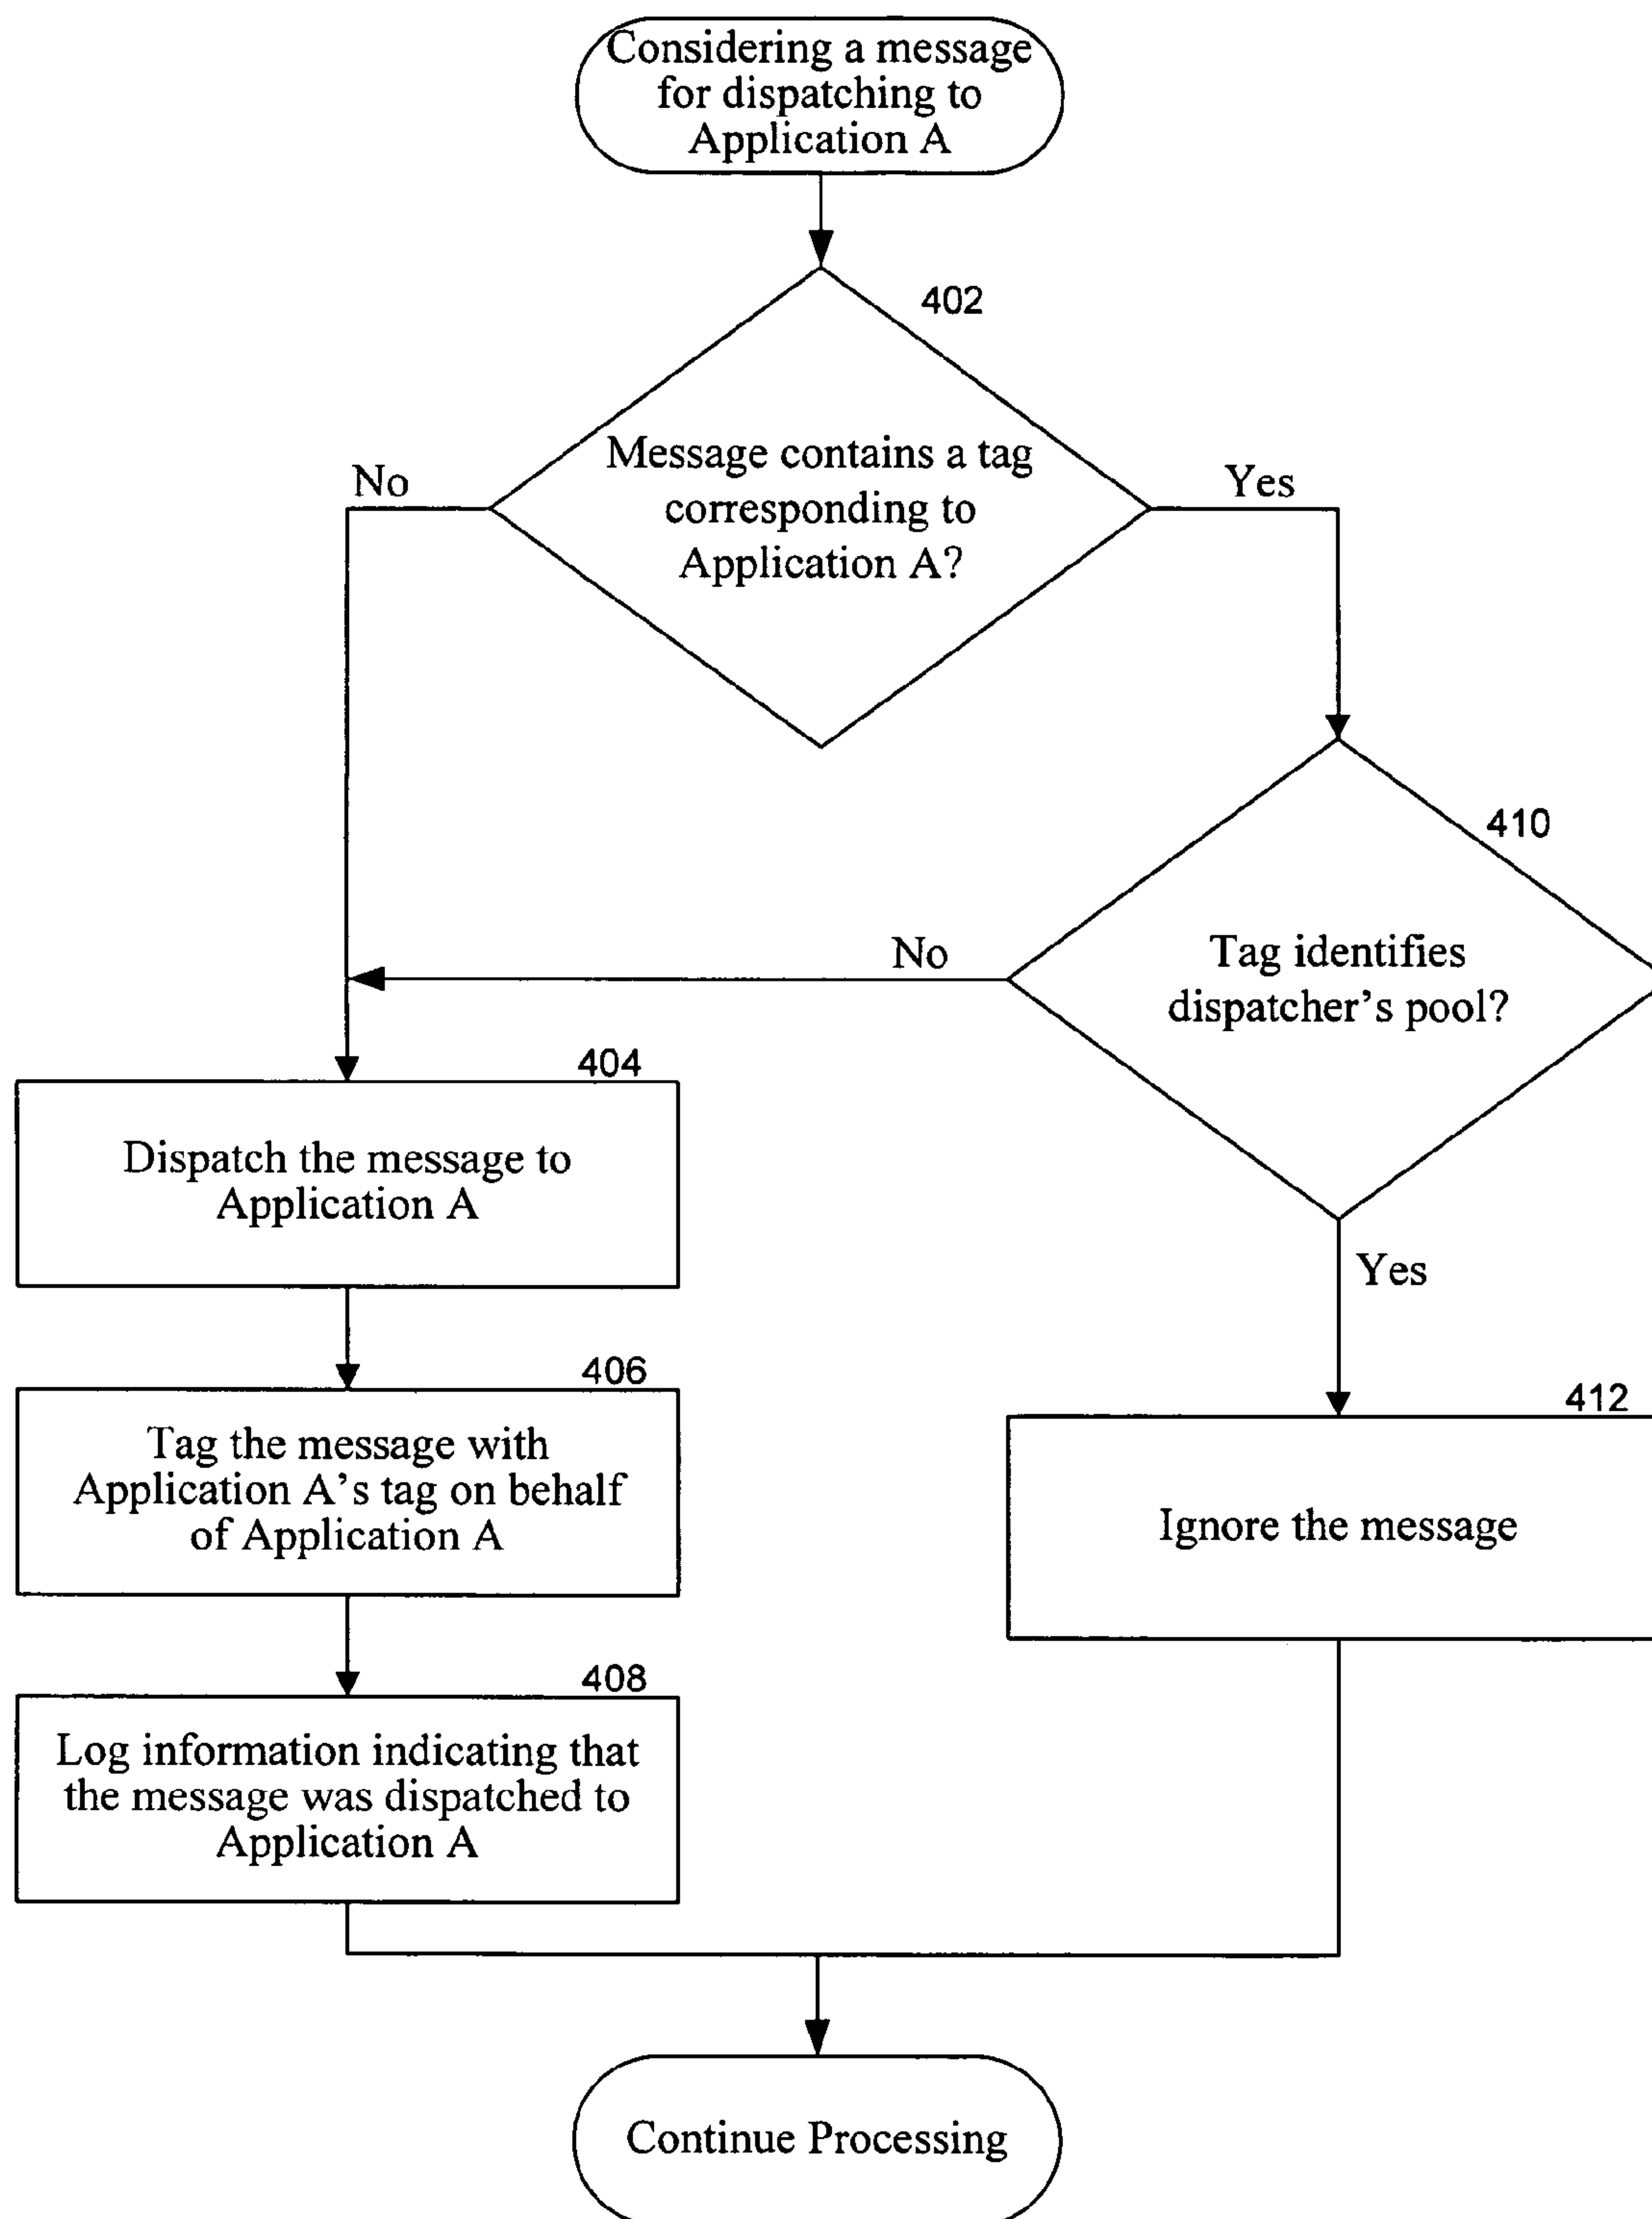 Considering a message
for dispatching to
Application A
402
Message contains a tag
corresponding to
Application A?
No
Yes
410
Tag identifies
dispatcher's pool?
No
404
Dispatch the message to
Application A
Yes
406
Tag the message with
Application A's tag on behalf
of Application A
412
Ignore the message
408
Log information indicating that
the message was dispatched to
Application A
Continue Processing